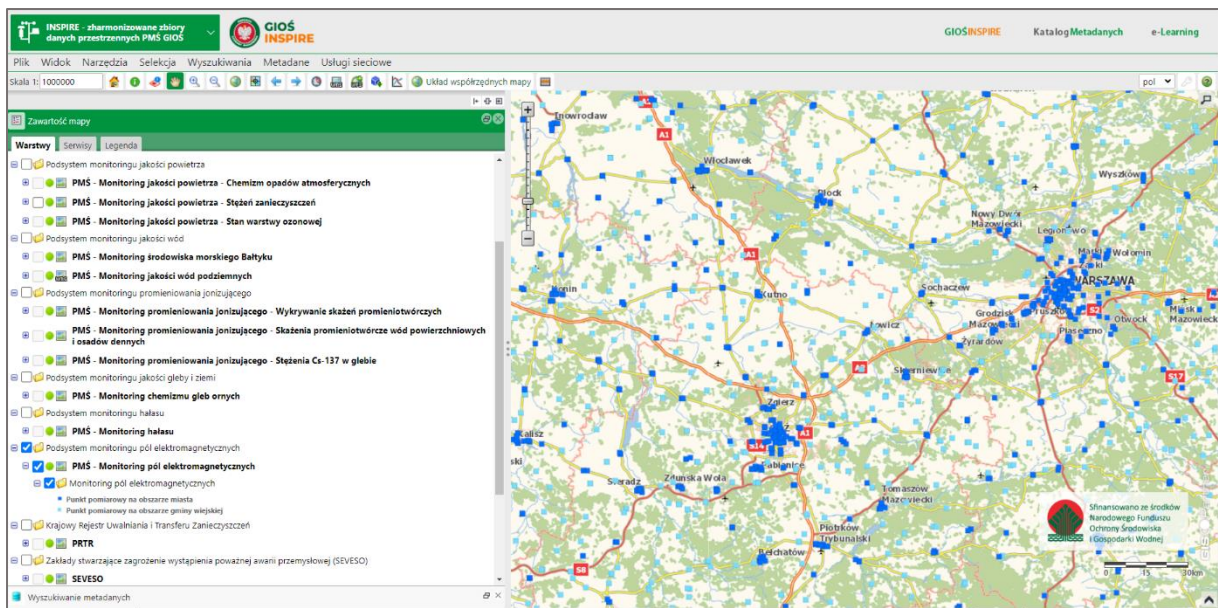 INSPIRE - zharmonizowane zbiory
danych przestrzennych PMŚ GIOŚ
GIOŚ
INSPIRE
GIOŚINSPIRE
KatalogMetadanych
e-Learning
Plik Widok Narzędzia Selekcja Wyszukiwania Metadane Usługi sieciowe
Skala 1: 1000000
Układ współrzędnych mapy
pol
Zawartość mapy
Warstwy Serwisy Legenda
Podsystem monitoringu jakości powietrza
PMŚ - Monitoring jakości powietrza - Chemizm opadów atmosferycznych
PMŚ - Monitoring jakości powietrza - Stężeń zanieczyszczeń
PMŚ - Monitoring jakości powietrza - Stan warstwy ozonowej
Podsystem monitoringu jakości wód
PMŚ - Monitoring środowiska morskiego Bałtyku
PMŚ - Monitoring jakości wód podziemnych
Podsystem monitoringu promieniowania jonizującego
PMŚ - Monitoring promieniowania jonizującego - Wykrywanie skażeń promieniotwórczych
PMŚ - Monitoring promieniowania jonizującego - Skażenia promieniotwórcze wód powierzchniowych
i osadów dennych
PMŚ - Monitoring promieniowania jonizującego - Stężenia Cs-137 w glebie
Podsystem monitoringu jakości gleby i ziemi
PMŚ - Monitoring chemizmu gleb ornych
Podsystem monitoringu hałasu
PMŚ - Monitoring hałasu
Podsystem monitoringu pól elektromagnetycznych
PMŚ - Monitoring pól elektromagnetycznych
Monitoring pól elektromagnetycznych
Punkt pomiarowy na obszarze miasta
Punkt pomiarowy na obszarze gminy wiejskiej
Krajowy Rejestr Uwalniania i Transferu Zanieczyszczeń
PRTR
Zakłady stwarzające zagrożenie wystąpienia poważnej awarii przemysłowej (SEVESO)
SEVESO
Wyszukiwanie metadanych
Inowrocław
A1
Włocławek
Płock
Wyszków
Nowy Dwór
Mazowiecki
Legionowo
Wołomin
A1
WARSZAWA
Konin
Kutno
Sochaczew
Grodzisk
Mazowiecki
Pruszków
S2
Otwock
Mińsk
Mazowiecki
Piaseczno
Łowicz
Żyrardów
Skierniewice
S17
Zgierz
Kalisz
A1
S14
Pabianice
Sieradz
Zduńska Wola
Tomaszów
Mazowiecki
Piotrków
Trybunalski
Bełchatów
S8
Sfinansowano ze środków
Narodowego Funduszu
Ochrony Środowiska
i Gospodarki Wodnej
0 15 30km